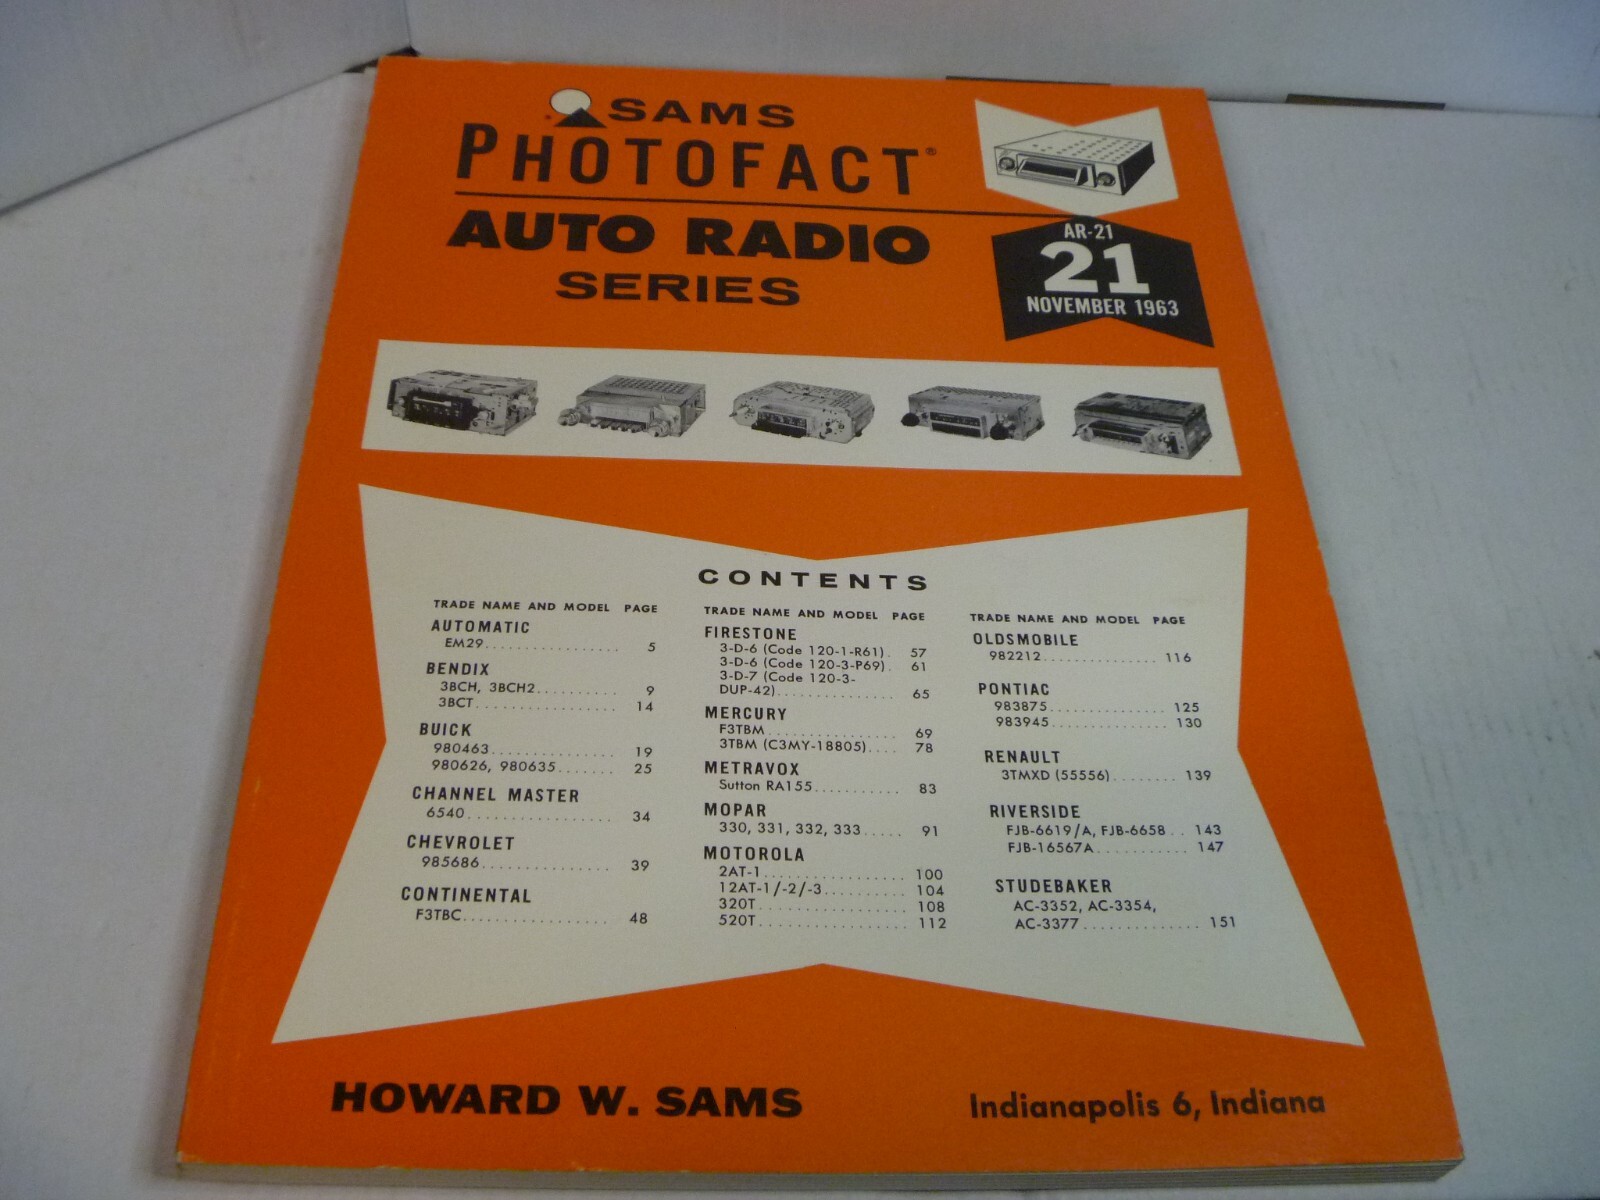 SAMS
PHOTOFACT®
AUTO RADIO
SERIES
AR-21
21
NOVEMBER 1963
CONTENTS
TRADE NAME AND MODEL PAGE
AUTOMATIC
EM29................. 5
BENDIX
3BCH, 3BCH2.......... 9
3BCT................. 14
BUICK
980463............... 19
980626, 980635....... 25
CHANNEL MASTER
6540................. 34
CHEVROLET
985686............... 39
CONTINENTAL
F3TBC................ 48
TRADE NAME AND MODEL PAGE
FIRESTONE
3-D-6 (Code 120-1-R61). 57
3-D-6 (Code 120-3-P69). 61
3-D-7 (Code 120-3-
DUP-42).............. 65
MERCURY
F3TBM................ 69
3TBM (C3MY-18805).... 78
METRAVOX
Sutton RA155........... 83
MOPAR
330, 331, 332, 333..... 91
MOTOROLA
2AT-1.................. 100
12AT-1/-2/-3.......... 104
320T.................. 108
520T.................. 112
TRADE NAME AND MODEL PAGE
OLDSMOBILE
982212............... 116
PONTIAC
983875............... 125
983945............... 130
RENAULT
3TMXD (55556)........ 139
RIVERSIDE
FJB-6619/A, FJB-6658.. 143
FJB-16567A........... 147
STUDEBAKER
AC-3352, AC-3354,
AC-3377.............. 151
HOWARD W. SAMS
Indianapolis 6, Indiana